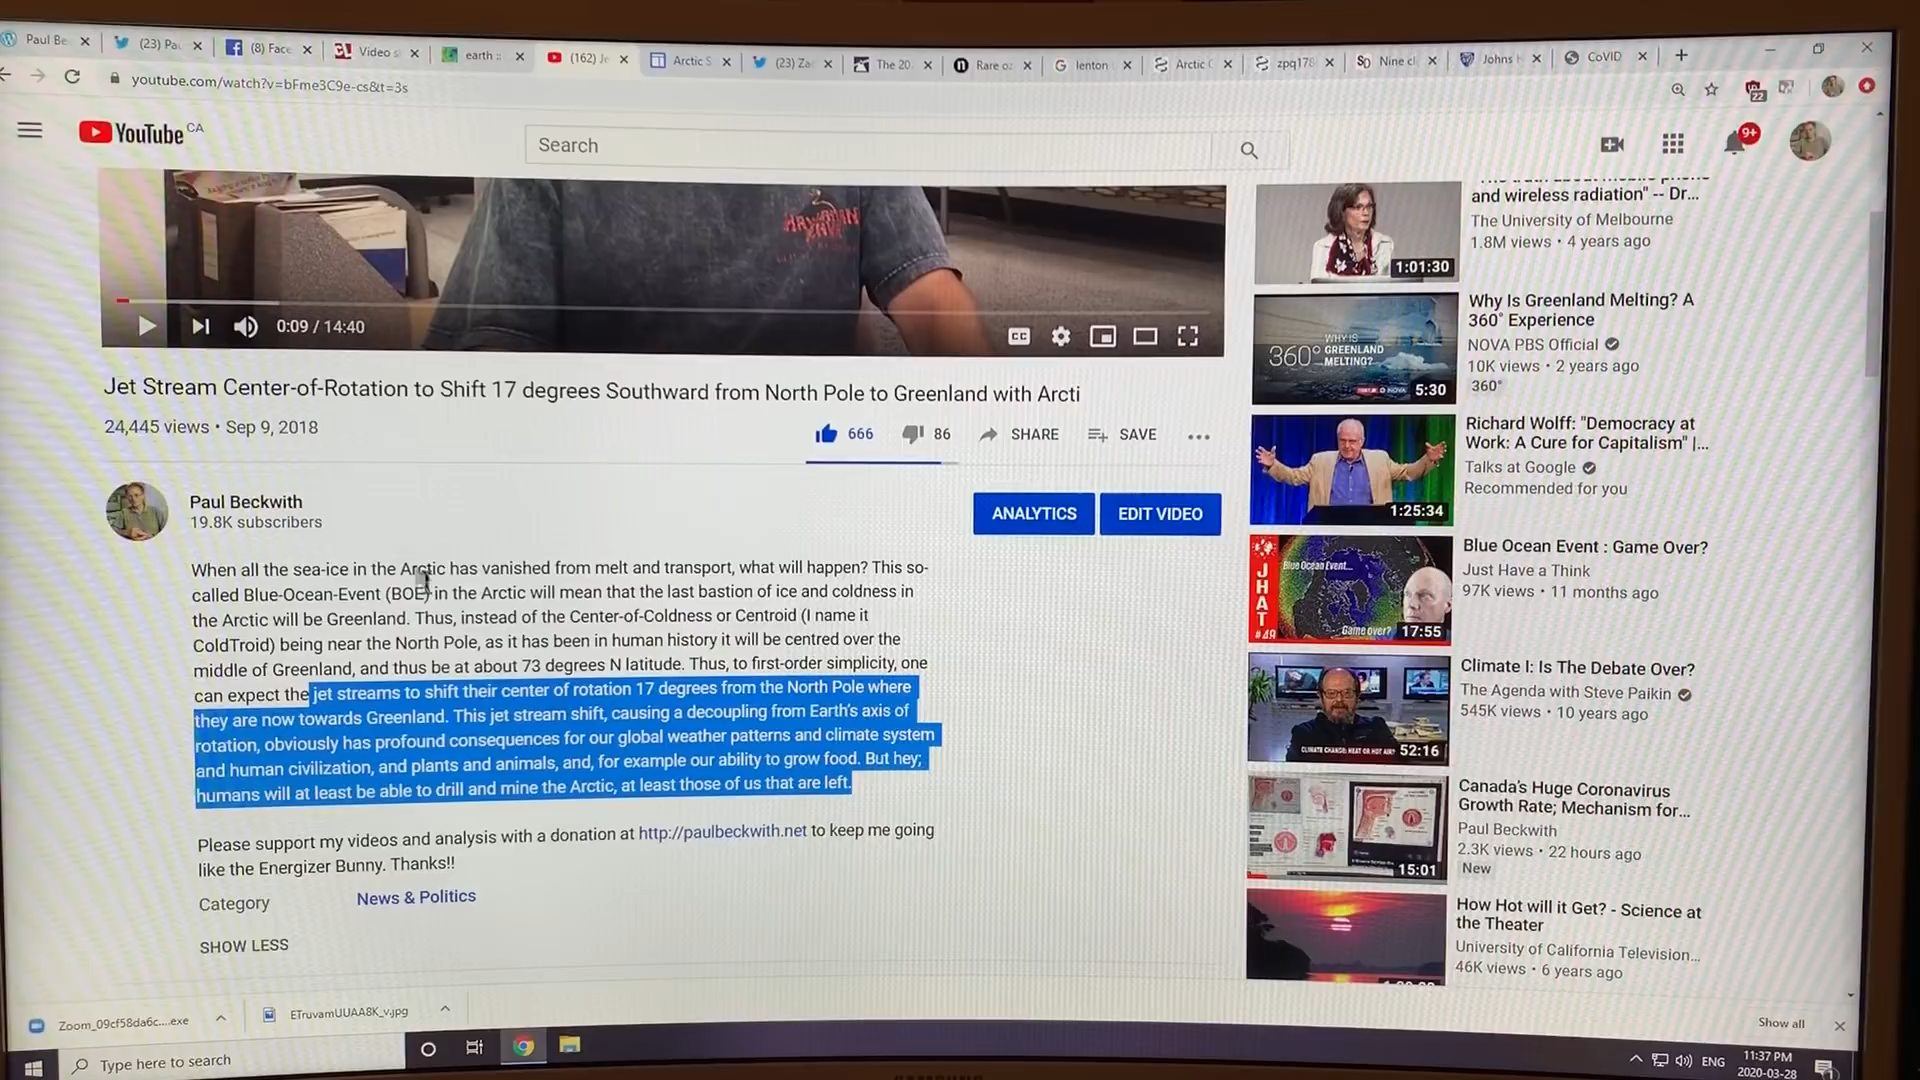 Paul Be
(23) Pa
(8) Face
Video s
earth ::
(162) Je
Arctic S
(23) Za
The 20
Rare oz
lenton
Arctic C
zpq178
Nine cl
Johns H
CoVID
youtube.com/watch?v=bFme3C9e-cs&t=3s
22
YouTube CA
Search
9+
0:09 / 14:40
CC
Jet Stream Center-of-Rotation to Shift 17 degrees Southward from North Pole to Greenland with Arcti
24,445 views • Sep 9, 2018
666
86
SHARE
SAVE
Paul Beckwith
19.8K subscribers
ANALYTICS
EDIT VIDEO
When all the sea-ice in the Arctic has vanished from melt and transport, what will happen? This so-
called Blue-Ocean-Event (BOE) in the Arctic will mean that the last bastion of ice and coldness in
the Arctic will be Greenland. Thus, instead of the Center-of-Coldness or Centroid (I name it
ColdTroid) being near the North Pole, as it has been in human history it will be centred over the
middle of Greenland, and thus be at about 73 degrees N latitude. Thus, to first-order simplicity, one
can expect the jet streams to shift their center of rotation 17 degrees from the North Pole where
they are now towards Greenland. This jet stream shift, causing a decoupling from Earth's axis of
rotation, obviously has profound consequences for our global weather patterns and climate system
and human civilization, and plants and animals, and, for example our ability to grow food. But hey;
humans will at least be able to drill and mine the Arctic, at least those of us that are left.
Please support my videos and analysis with a donation at http://paulbeckwith.net to keep me going
like the Energizer Bunny. Thanks!!
Category
News & Politics
SHOW LESS
and wireless radiation" -- Dr...
The University of Melbourne
1.8M views • 4 years ago
1:01:30
Why Is Greenland Melting? A
360° Experience
NOVA PBS Official
10K views • 2 years ago
360°
WHY IS
360° GREENLAND
MELTING?
5:30
Richard Wolff: "Democracy at
Work: A Cure for Capitalism" |...
Talks at Google
Recommended for you
1:25:34
Blue Ocean Event : Game Over?
Just Have a Think
97K views • 11 months ago
JHAT
#49
Blue Ocean Event...
Game over?
17:55
Climate I: Is The Debate Over?
The Agenda with Steve Paikin
545K views • 10 years ago
CLIMATE CHANGE: HEAT OR HOT AIR?
52:16
Canada's Huge Coronavirus
Growth Rate; Mechanism for...
Paul Beckwith
2.3K views • 22 hours ago
New
15:01
How Hot will it Get? - Science at
the Theater
University of California Television...
46K views • 6 years ago
Zoom_09cf58da6c....exe
ETruvamUUAA8K_v.jpg
Show all
Type here to search
ENG
11:37 PM
2020-03-28